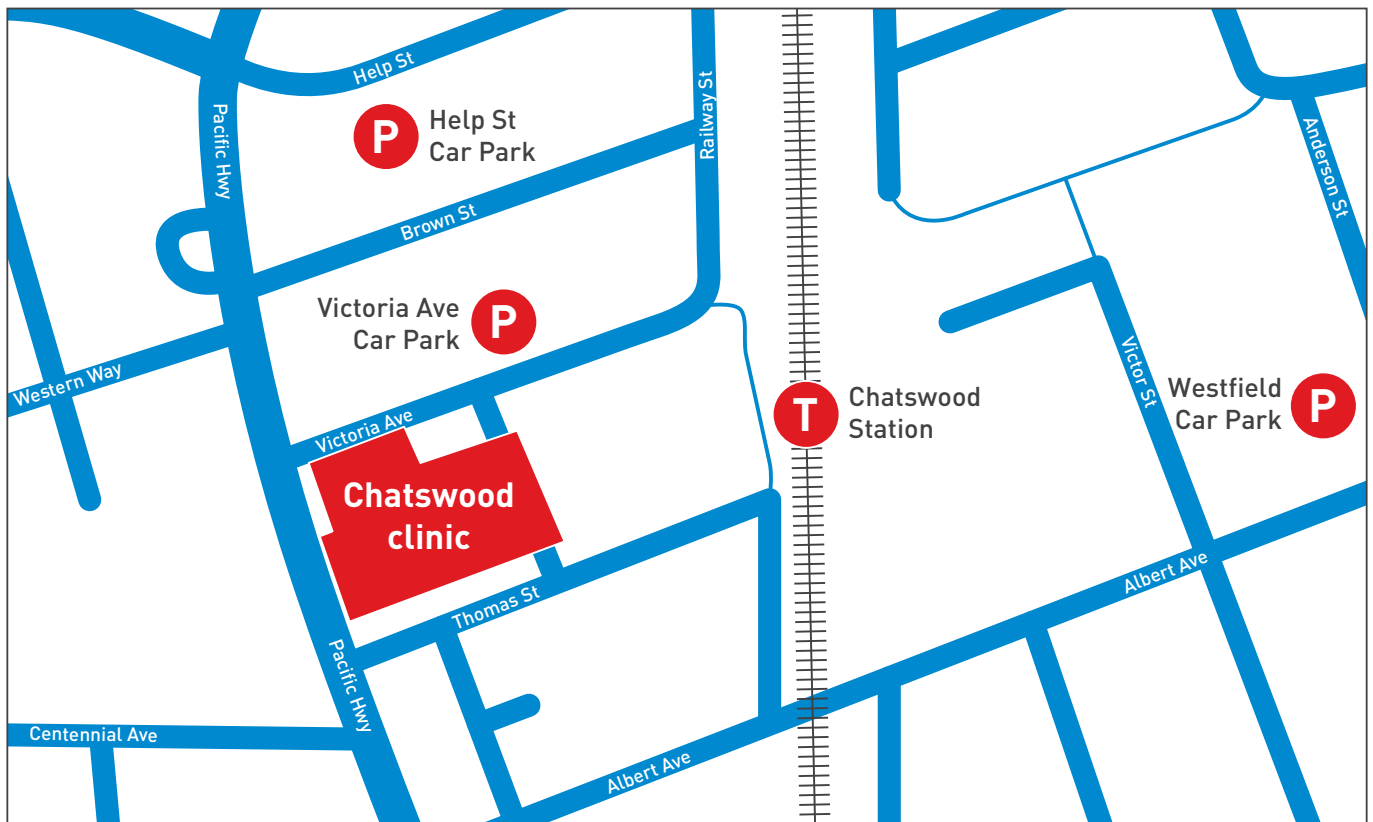 Help St
Pacific Hwy
P
Help St
Car Park
Railway St
Anderson St
Brown St
Victoria Ave
Car Park
P
Western Way
Victor St
Victoria Ave
T
Chatswood
Station
Westfield
Car Park
P
Chatswood
clinic
Thomas St
Albert Ave
Pacific Hwy
Centennial Ave
Albert Ave